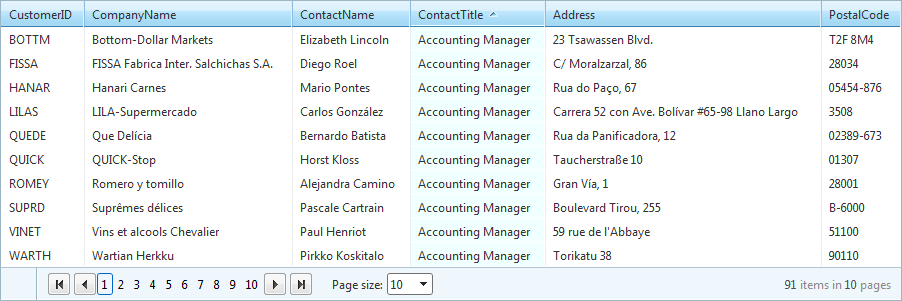 CustomerID CompanyName ContactName ContactTitle Address PostalCode
BOTTM Bottom-Dollar Markets Elizabeth Lincoln Accounting Manager 23 Tsawassen Blvd. T2F 8M4
FISSA FISSA Fabrica Inter. Salchichas S.A. Diego Roel Accounting Manager C/ Moralzarzal, 86 28034
HANAR Hanari Carnes Mario Pontes Accounting Manager Rua do Paço, 67 05454-876
LILAS LILA-Supermercado Carlos González Accounting Manager Carrera 52 con Ave. Bolívar #65-98 Llano Largo 3508
QUEDE Que Delícia Bernardo Batista Accounting Manager Rua da Panificadora, 12 02389-673
QUICK QUICK-Stop Horst Kloss Accounting Manager Taucherstraße 10 01307
ROMEY Romero y tomillo Alejandra Camino Accounting Manager Gran Vía, 1 28001
SUPRD Suprêmes délices Pascale Cartrain Accounting Manager Boulevard Tirou, 255 B-6000
VINET Vins et alcools Chevalier Paul Henriot Accounting Manager 59 rue de l'Abbaye 51100
WARTH Wartian Herkku Pirkko Koskitalo Accounting Manager Torikatu 38 90110
1 2 3 4 5 6 7 8 9 10 Page size: 10 91 items in 10 pages